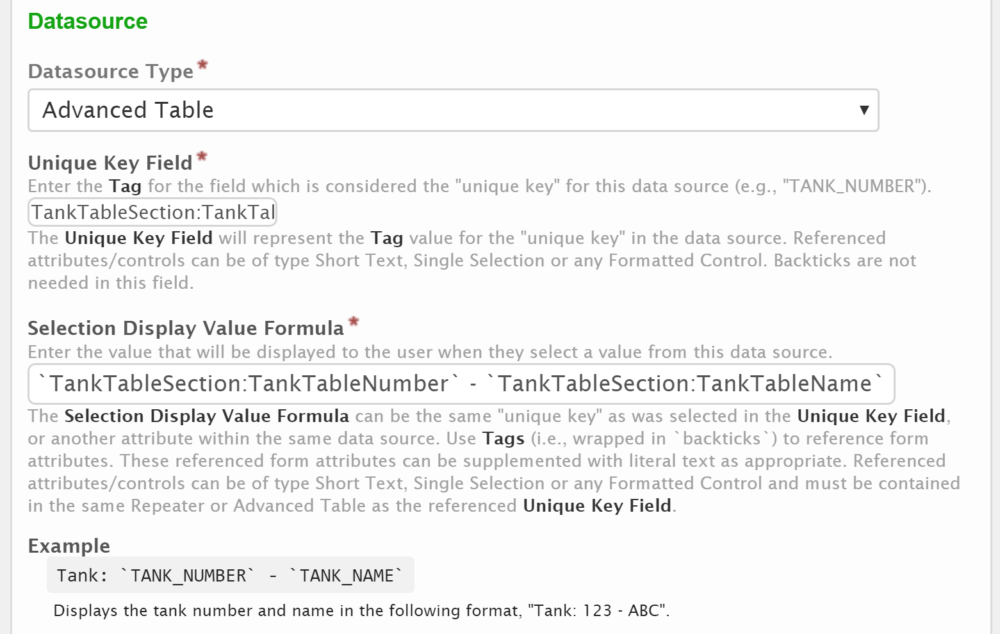 Datasource
Datasource Type*
Advanced Table ▼
Unique Key Field*
Enter the Tag for the field which is considered the "unique key" for this data source (e.g., "TANK_NUMBER").
TankTableSection:TankTal
The Unique Key Field will represent the Tag value for the "unique key" in the data source. Referenced
attributes/controls can be of type Short Text, Single Selection or any Formatted Control. Backticks are not
needed in this field.
Selection Display Value Formula*
Enter the value that will be displayed to the user when they select a value from this data source.
`TankTableSection:TankTableNumber` - `TankTableSection:TankTableName`
The Selection Display Value Formula can be the same "unique key" as was selected in the Unique Key Field,
or another attribute within the same data source. Use Tags (i.e., wrapped in `backticks`) to reference form
attributes. These referenced form attributes can be supplemented with literal text as appropriate. Referenced
attributes/controls can be of type Short Text, Single Selection or any Formatted Control and must be contained
in the same Repeater or Advanced Table as the referenced Unique Key Field.
Example
Tank: `TANK_NUMBER` - `TANK_NAME`
Displays the tank number and name in the following format, "Tank: 123 - ABC".